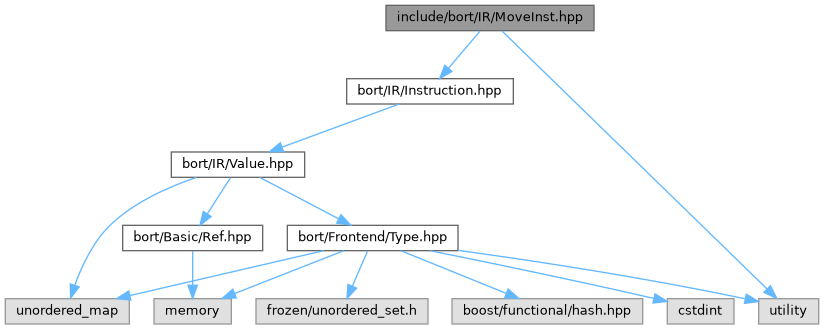 include/bort/IR/MoveInst.hpp
bort/IR/Instruction.hpp
bort/IR/Value.hpp
bort/Basic/Ref.hpp
bort/Frontend/Type.hpp
unordered_map
memory
frozen/unordered_set.h
boost/functional/hash.hpp
cstdint
utility